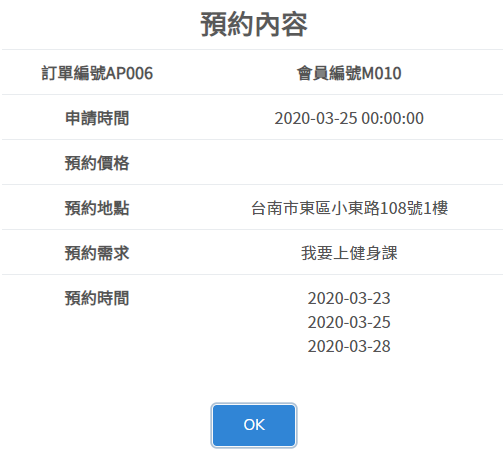 預約內容
訂單編號AP006 會員編號M010
申請時間 2020-03-25 00:00:00
預約價格
預約地點 台南市東區小東路108號1樓
預約需求 我要上健身課
預約時間 2020-03-23
2020-03-25
2020-03-28
OK